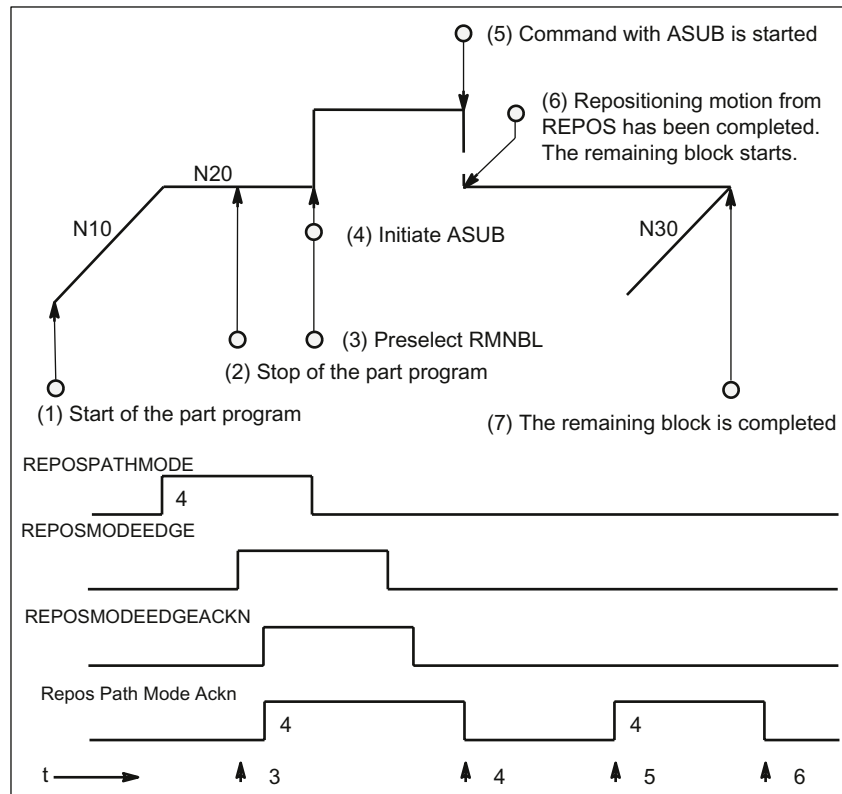 (5) Command with ASUB is started
(6) Repositioning motion from
REPOS has been completed.
The remaining block starts.
N20
N10
N30
(4) Initiate ASUB
(3) Preselect RMNBL
(2) Stop of the part program
(1) Start of the part program
(7) The remaining block is completed
REPOSPATHMODE
4
REPOSMODEEDGE
REPOSMODEEDGEACKN
Repos Path Mode Ackn
4 4
t 3 4 5 6